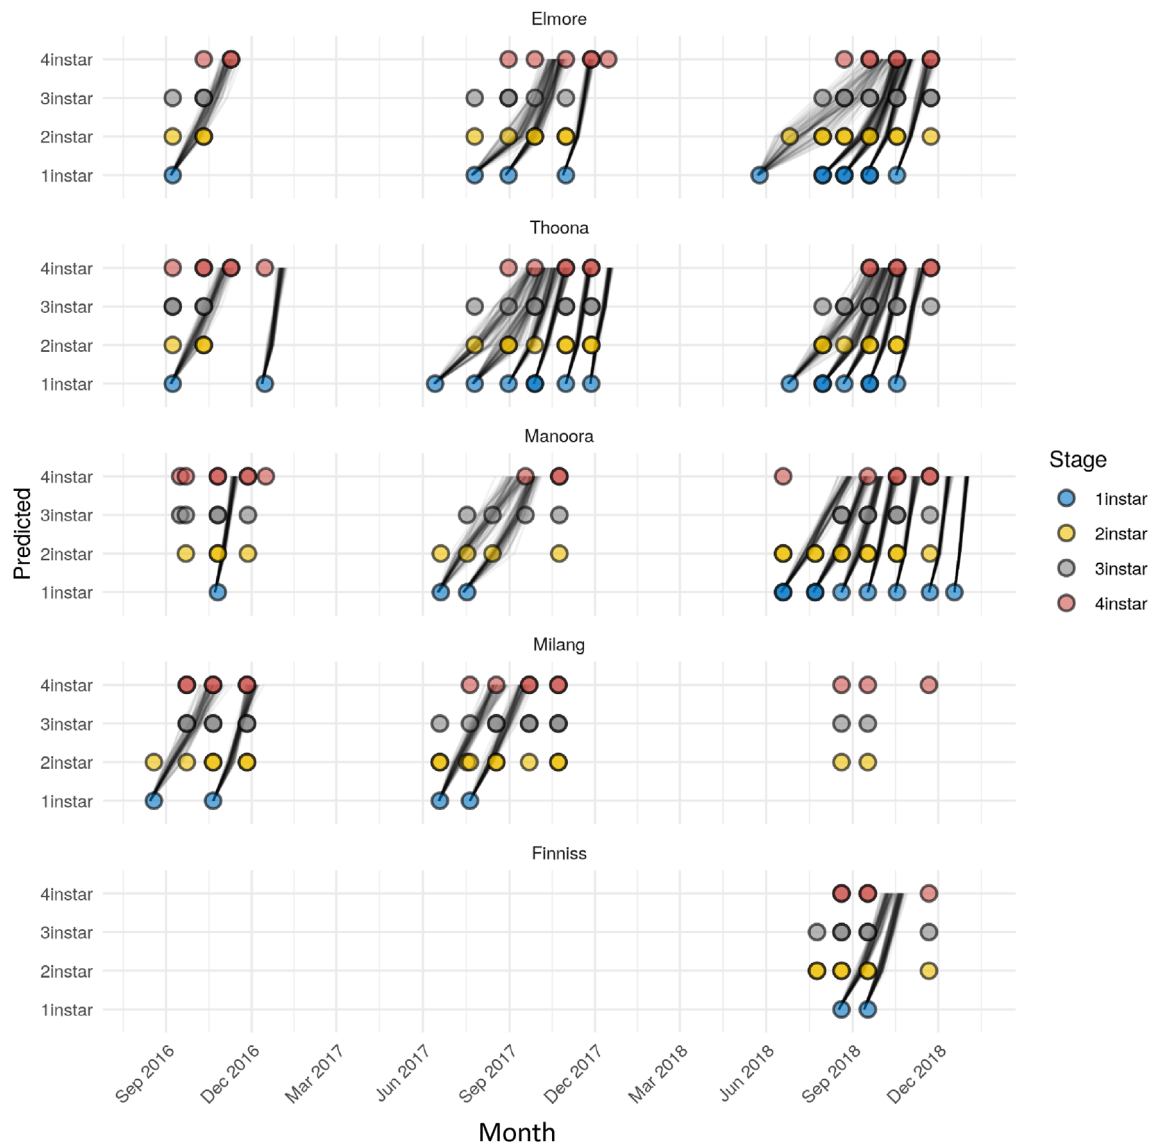 Elmore
4instar
3instar
2instar
1instar
Thoona
4instar
3instar
2instar
1instar
Manoora
4instar
3instar
2instar
1instar
Milang
4instar
3instar
2instar
1instar
Finniss
4instar
3instar
2instar
1instar
Predicted
Sep 2016
Dec 2016
Mar 2017
Jun 2017
Sep 2017
Dec 2017
Mar 2018
Jun 2018
Sep 2018
Dec 2018
Month
Stage
1instar
2instar
3instar
4instar